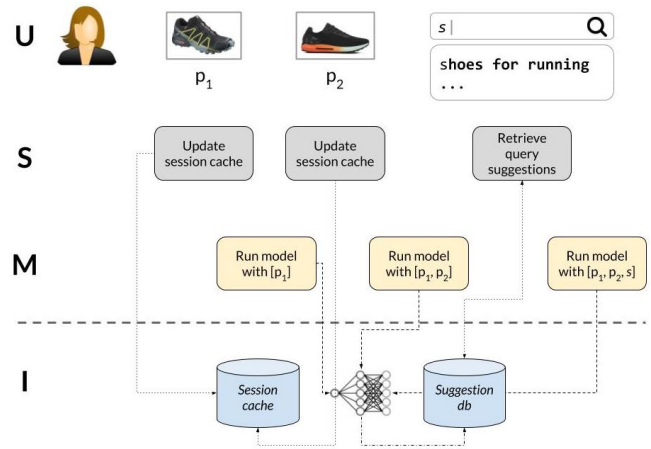 U
p1
p2
s|
shoes for running
...
S
Update
session cache
Update
session cache
Retrieve
query
suggestions
M
Run model
with [p1]
Run model
with [p1, p2]
Run model
with [p1, p2, s]
I
Session
cache
Suggestion
db